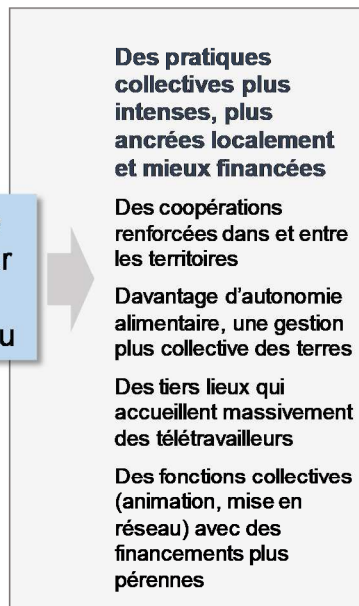 Des pratiques
collectives plus
intenses, plus
ancrées localement
et mieux financées
Des coopérations
renforcées dans et entre
les territoires
Davantage d’autonomie
alimentaire, une gestion
plus collective des terres
Des tiers lieux qui
accueillent massivement
des télétravailleurs
Des fonctions collectives
(animation, mise en
réseau) avec des
financements plus
pérennes